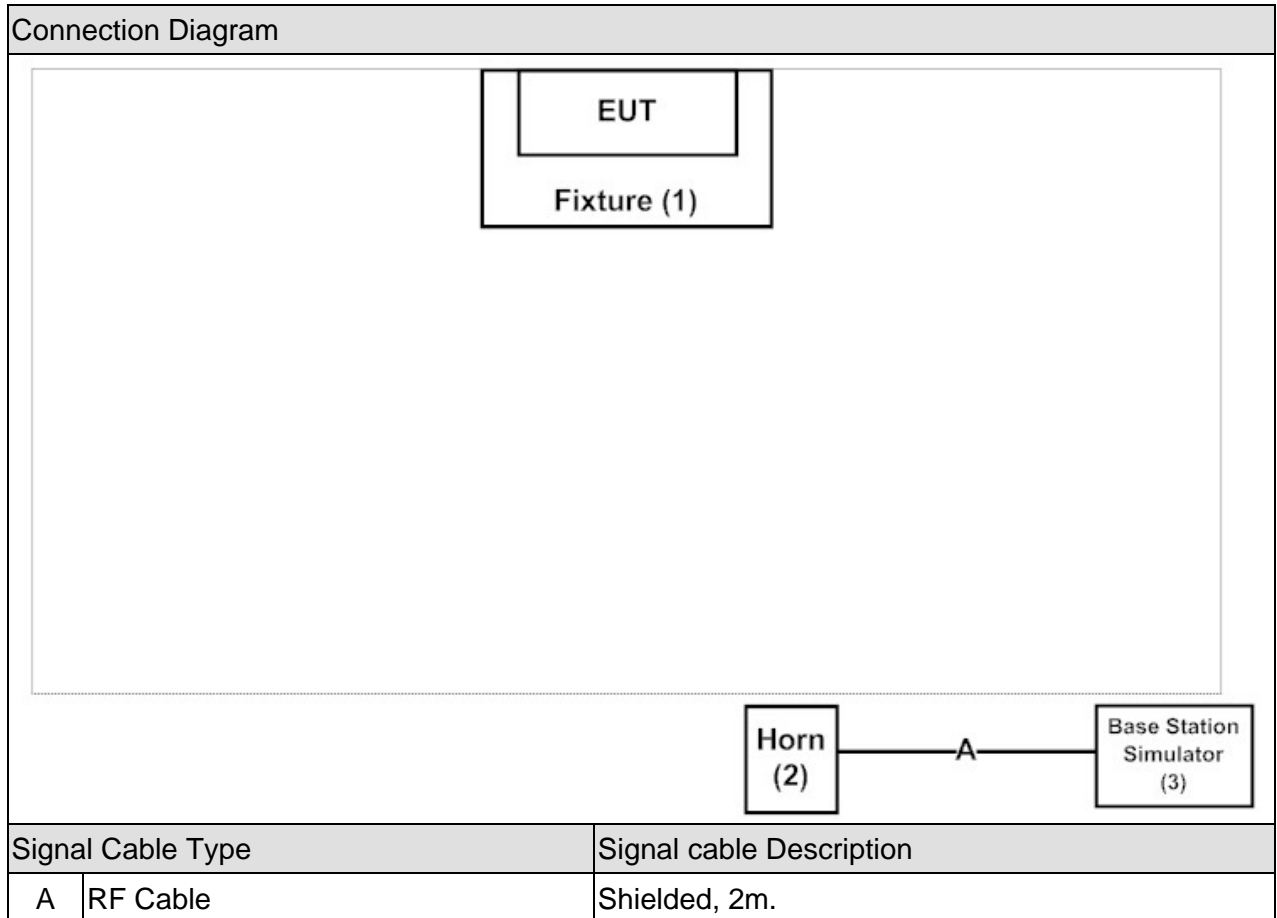 Connection Diagram
EUT
Fixture (1)
Horn
(2)
A
Base Station
Simulator
(3)
Signal Cable Type Signal cable Description
A RF Cable Shielded, 2m.